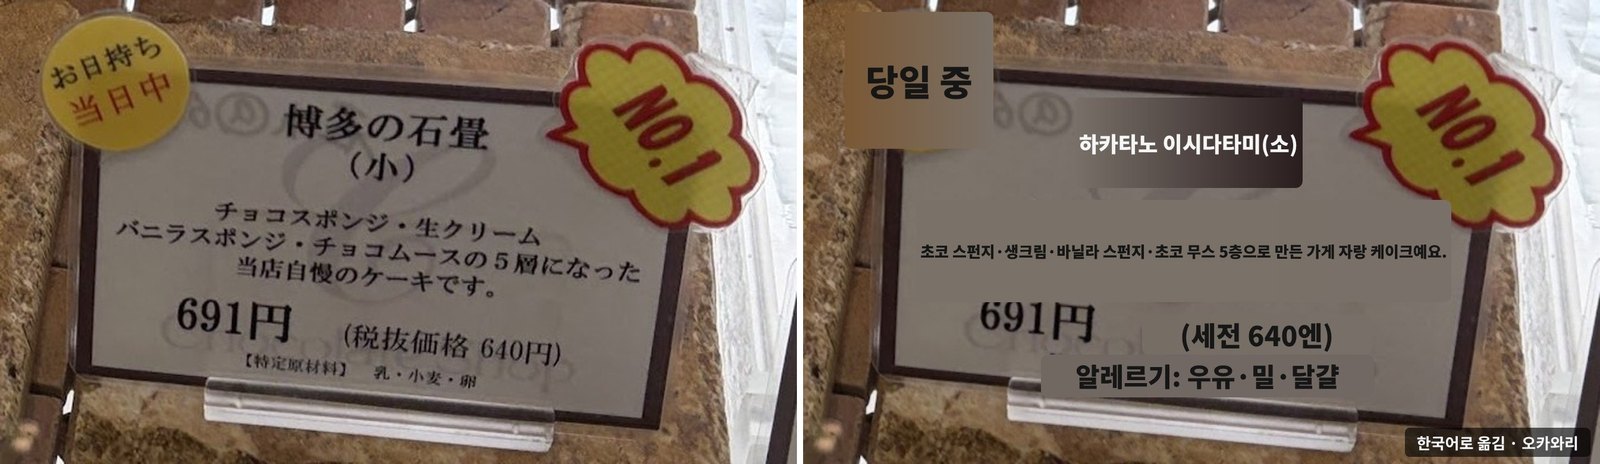 お日持ち
当日中
博多の石畳
(小)
NO.1
チョコスポンジ・生クリーム
バニラスポンジ・チョコムースの5層になった
当店自慢のケーキです。
691円
(税抜価格 640円)
【特定原材料】 乳・小麦・卵
당일 중
하카타노 이시다타미(소)
NO.1
초코 스펀지·생크림·바닐라 스펀지·초코 무스 5층으로 만든 가게 자랑 케이크예요.
691円
(세전 640엔)
알레르기: 우유·밀·달걀
한국어로 옮김 · 오카와리